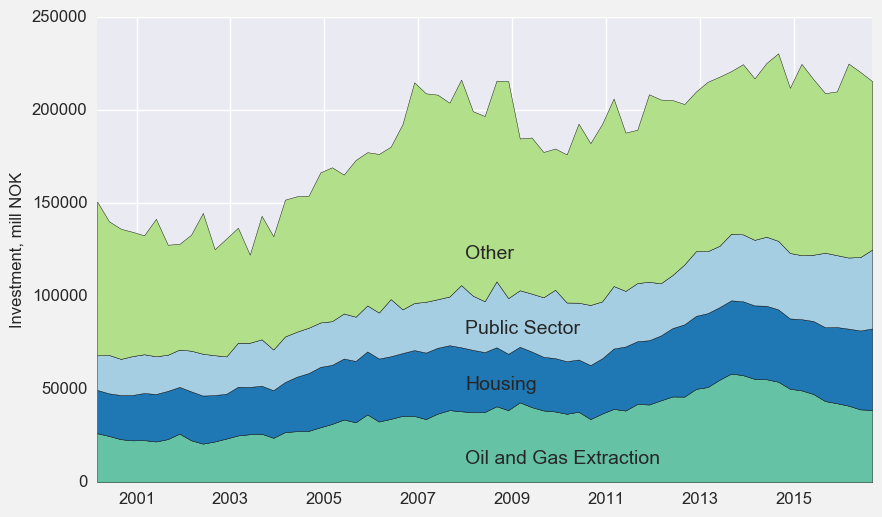 250000
200000
150000
100000
50000
0
Investment, mill NOK
Other
Public Sector
Housing
Oil and Gas Extraction
2001 2003 2005 2007 2009 2011 2013 2015